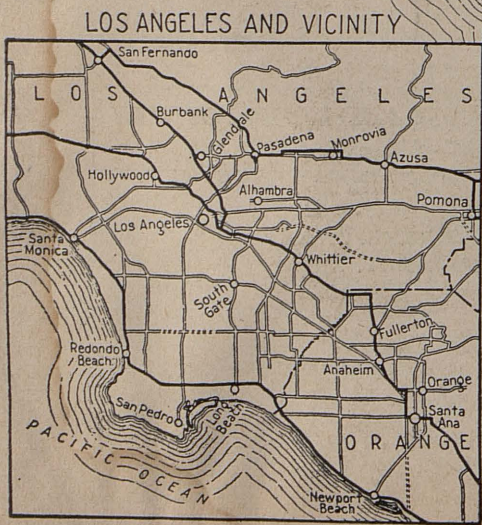 LOS ANGELES AND VICINITY
San Fernando
LOS ANGELES
Burbank
Glendale
Pasadena
Monrovia
Azusa
Hollywood
Alhambra
Pomona
Los Angeles
Santa
Monica
Whittier
South
Gate
Fullerton
Redondo
Beach
Anaheim
Orange
San Pedro
Long
Beach
Santa
Ana
ORANGE
PACIFIC OCEAN
Newport
Beach